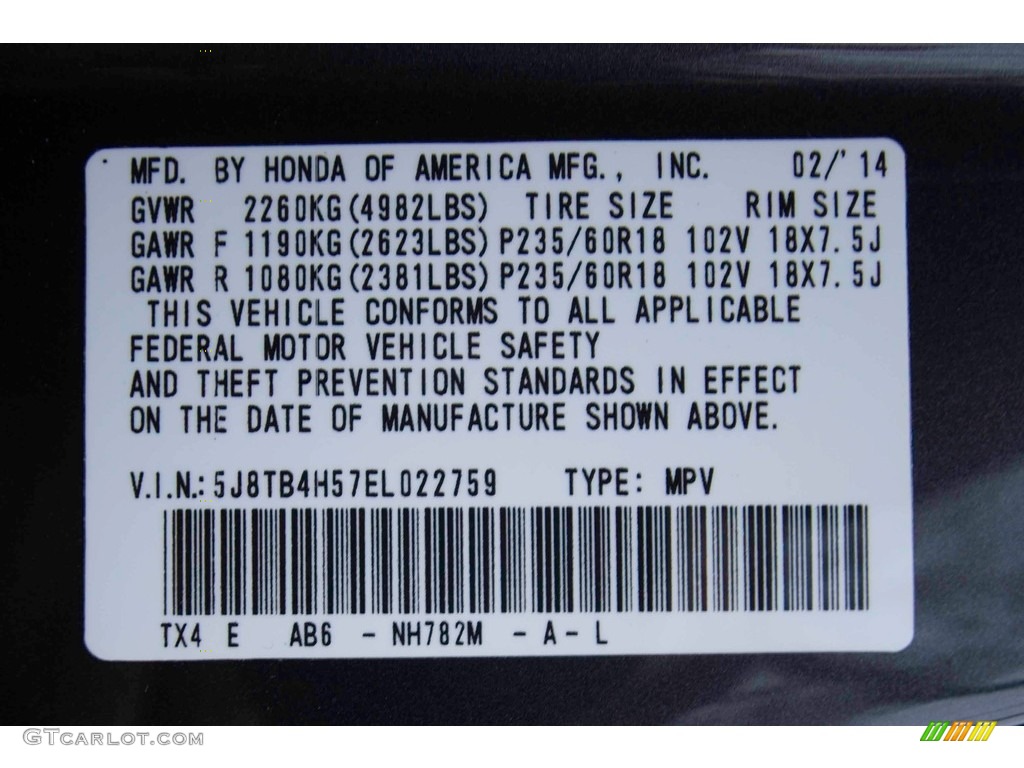 MFD. BY HONDA OF AMERICA MFG., INC. 02/'14
GVWR 2260KG(4982LBS) TIRE SIZE RIM SIZE
GAWR F 1190KG(2623LBS) P235/60R18 102V 18X7.5J
GAWR R 1080KG(2381LBS) P235/60R18 102V 18X7.5J
THIS VEHICLE CONFORMS TO ALL APPLICABLE
FEDERAL MOTOR VEHICLE SAFETY
AND THEFT PREVENTION STANDARDS IN EFFECT
ON THE DATE OF MANUFACTURE SHOWN ABOVE.
V.I.N.: 5J8TB4H57EL022759 TYPE: MPV
TX4 E AB6 - NH782M - A - L
GTCARLOT.COM